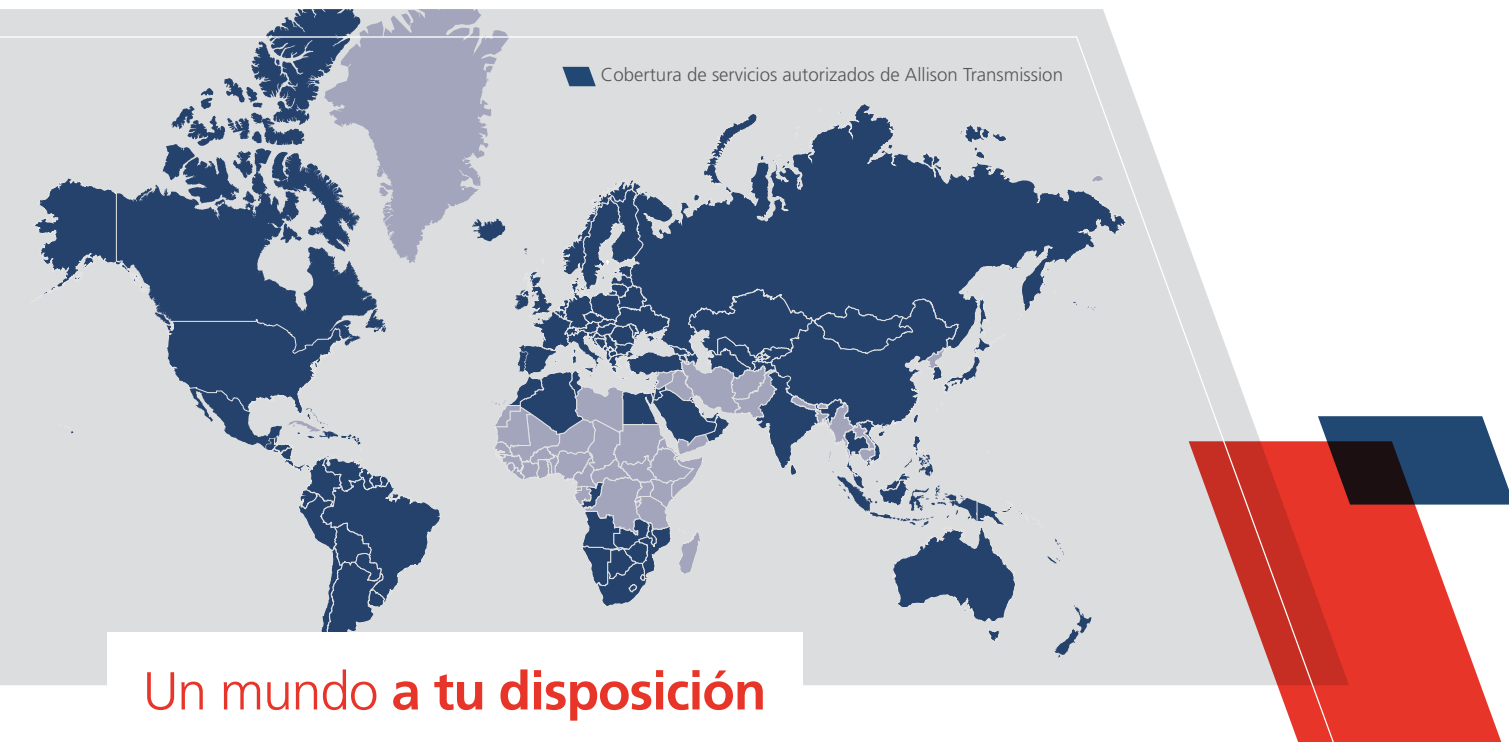 Cobertura de servicios autorizados de Allison Transmission
Un mundo a tu disposición